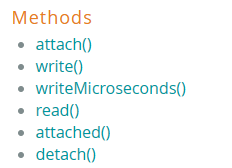 Methods
attach()
write()
writeMicroseconds()
read()
attached()
detach()